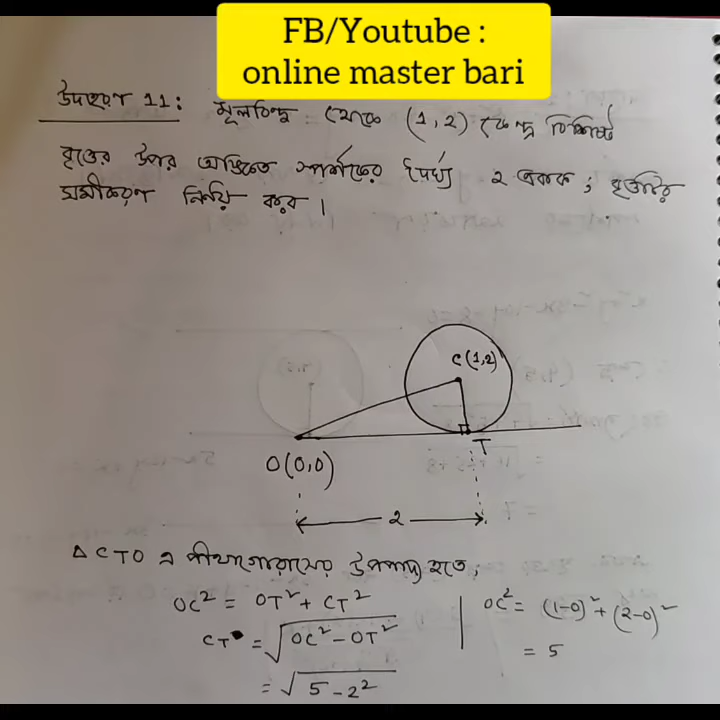 FB/Youtube :
online master bari
উদাহরণ 11: মূলবিন্দু থেকে (1,2) কেন্দ্র বিশিষ্ট
বৃত্তের উপর অঙ্কিত স্পর্শকের দৈর্ঘ্য 2 একক ; বৃত্তটির
সমীকরণ নির্ণয় কর।
C(1,2)
O(0,0)
T
2
Δ CTO এ পীথাগোরাসের উপপাদ্য হতে,
OC² = OT² + CT²
CT = √OC² - OT²
= √5 - 2²
OC² = (1-0)² + (2-0)²
= 5